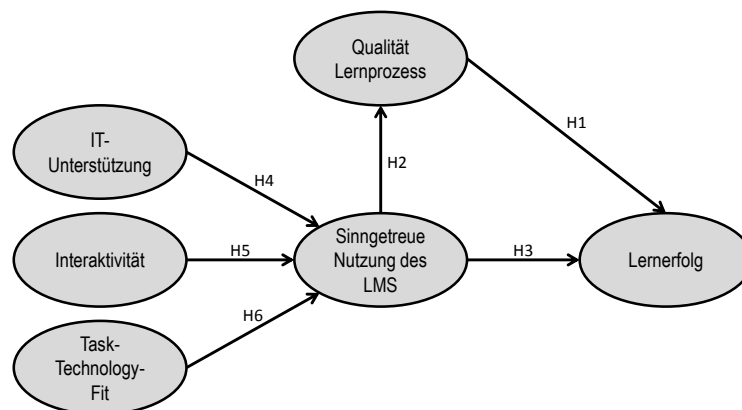 Qualität
Lernprozess
H1
IT-
Unterstützung
H2
H4
Sinngetreue
Nutzung des
LMS
Interaktivität
H5
H3
Lernerfolg
H6
Task-
Technology-
Fit